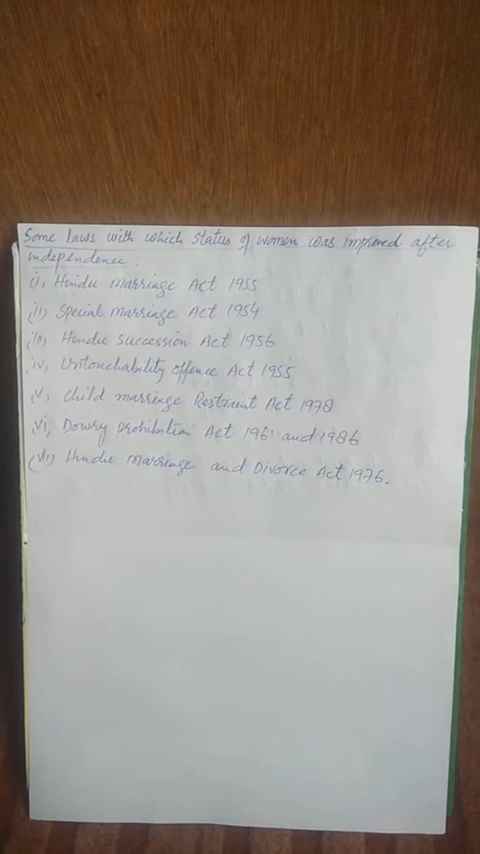 Some laws with which status of women was improved after
independence :
(i), Hindu marriage Act 1955
(ii) Special marriage Act 1954
(iii) Hindu Succession Act 1956
(iv, Untouchability offence Act 1955
(v, Child marriage Restraint Act 1978
(vi, Dowry prohibition Act 1961 and 1986
(vii) Hindu Marriage and Divorce Act 1976.